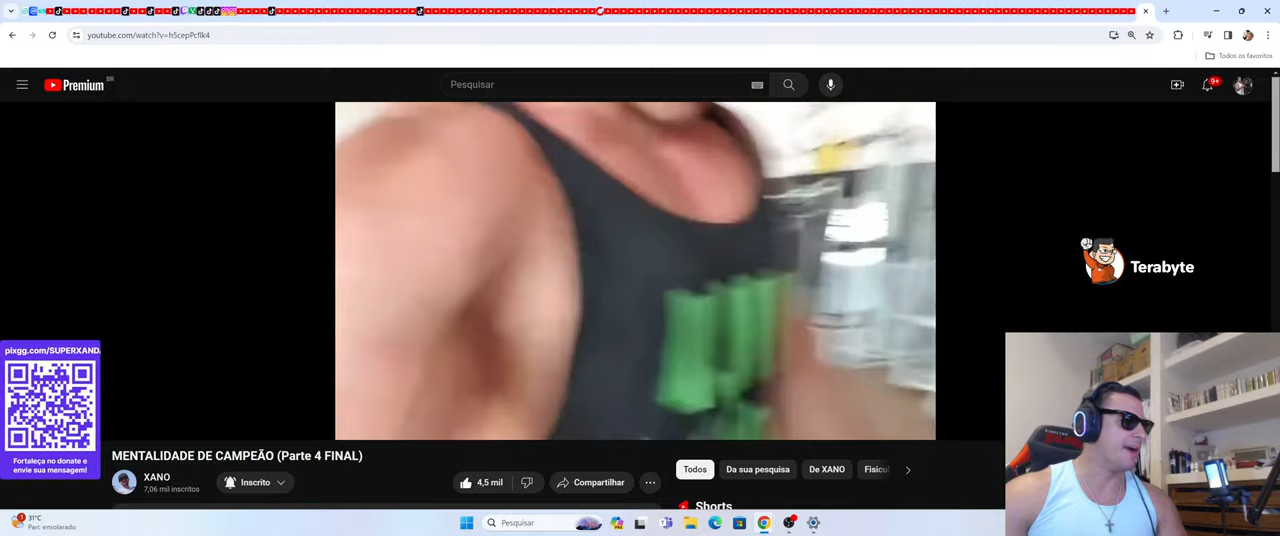 youtube.com/watch?v=h5cepPcflk4
Todos os favoritos
Premium BR
Pesquisar
9+
Terabyte
pixgg.com/SUPERXAND
Fortaleça no donate e
envie sua mensagem!
MENTALIDADE DE CAMPEÃO (Parte 4 FINAL)
XANO
7,06 mil inscritos
Inscrito
4,5 mil
Compartilhar
Todos
Da sua pesquisa
De XANO
Fisicul
Shorts
1
31°C
Parc ensolarado
Pesquisar